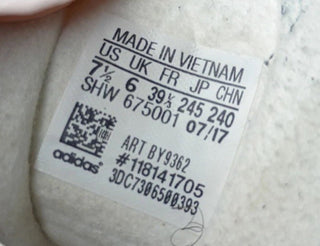 MADE IN VIETNAM
US UK FR JP CHN
7½ 6 39⅓ 245 240
SHW 675001 07/17
ART BY9362
#118141705
adidas 3DC7306500393